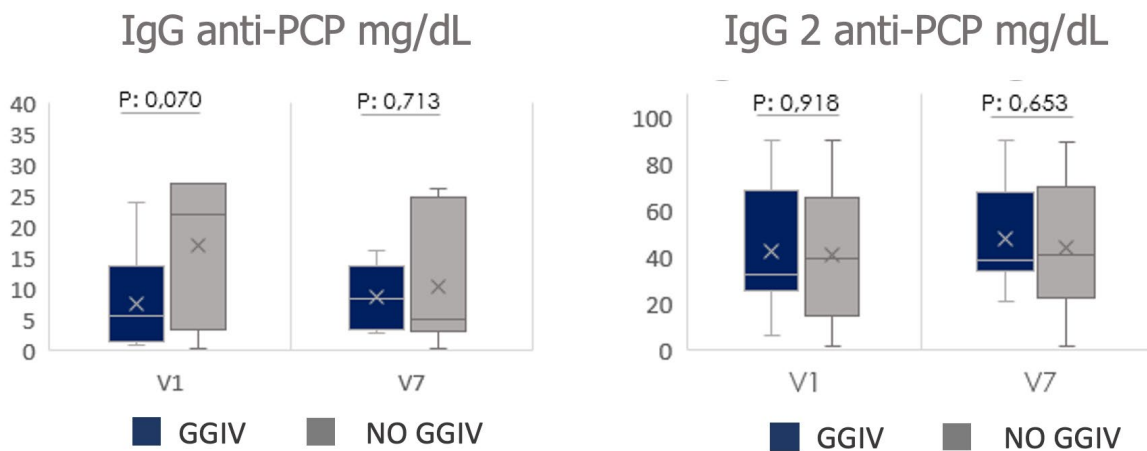 IgG anti-PCP mg/dL
P: 0,070
P: 0,713
40
35
30
25
20
15
10
5
0
V1
V7
GGIV
NO GGIV
IgG 2 anti-PCP mg/dL
P: 0,918
P: 0,653
100
80
60
40
20
0
V1
V7
GGIV
NO GGIV